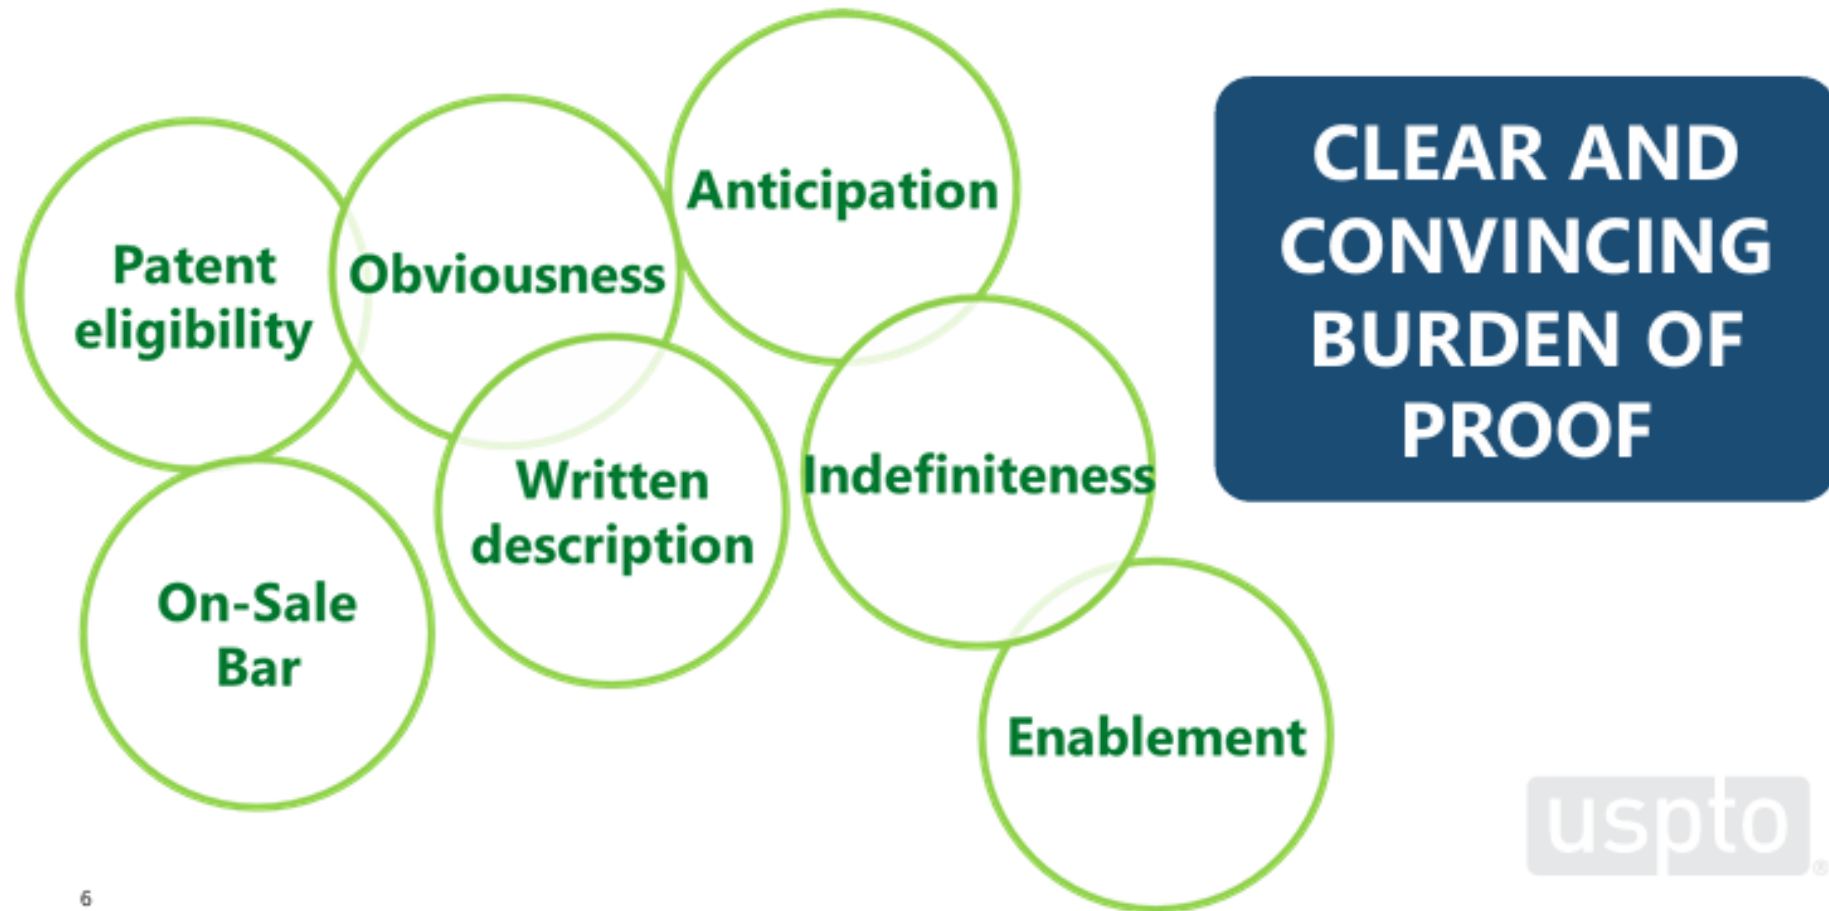 Patent
eligibility
Obviousness
Anticipation
Written
description
Indefiniteness
On-Sale
Bar
Enablement
CLEAR AND
CONVINCING
BURDEN OF
PROOF
uspto®
6